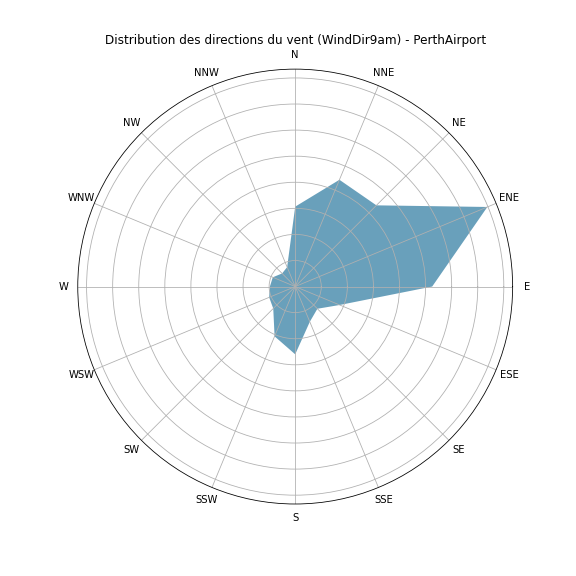 Distribution des directions du vent (WindDir9am) - PerthAirport
N
NNW
NNE
NW
NE
WNW
ENE
W
E
WSW
ESE
SW
SE
SSW
SSE
S